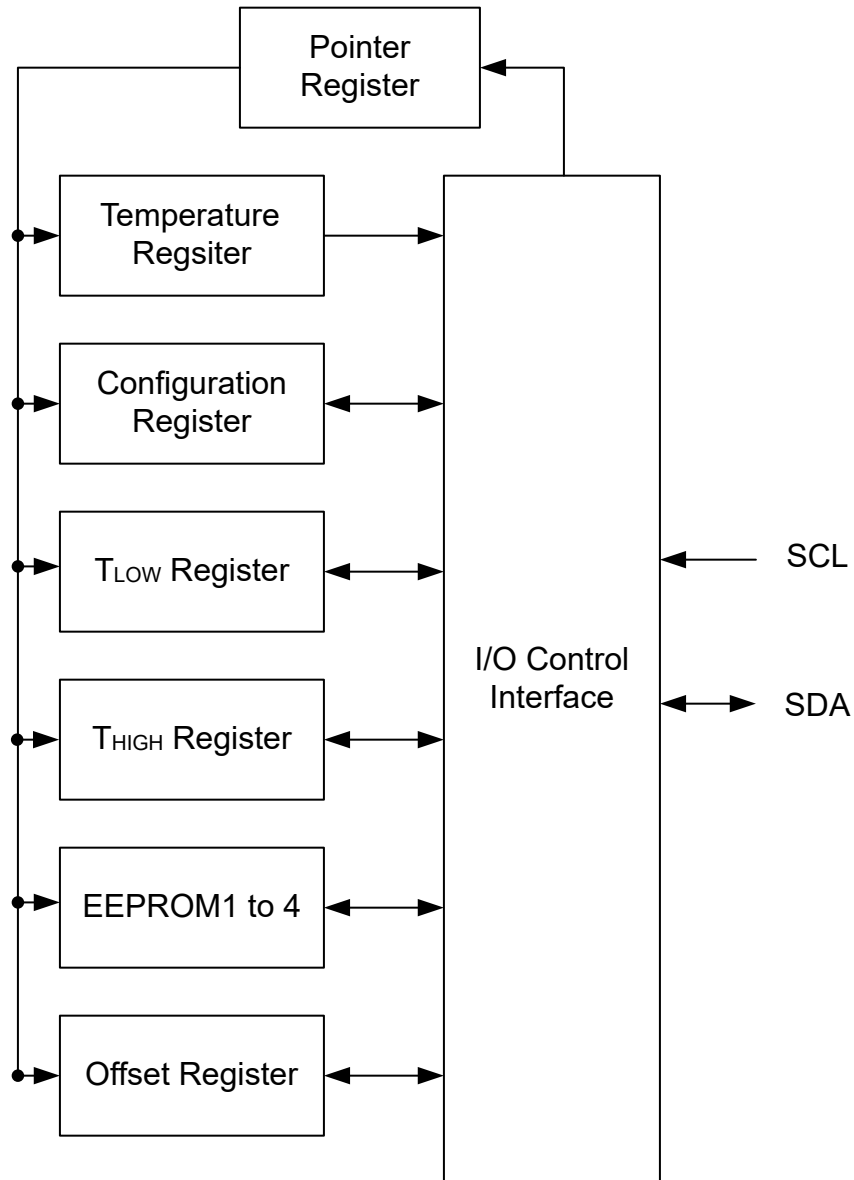 Pointer
Register
Temperature
Regsiter
Configuration
Register
TLOW Register
SCL
I/O Control
Interface
SDA
THIGH Register
EEPROM1 to 4
Offset Register